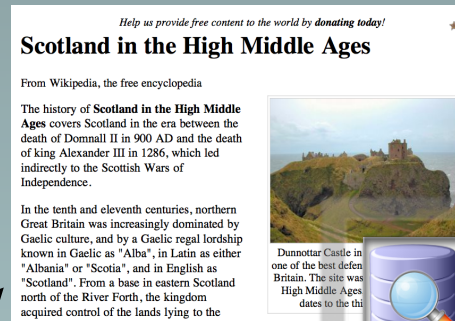 Help us provide free content to the world by donating today!
Scotland in the High Middle Ages
From Wikipedia, the free encyclopedia
The history of Scotland in the High Middle
Ages covers Scotland in the era between the
death of Domnall II in 900 AD and the death
of king Alexander III in 1286, which led
indirectly to the Scottish Wars of
Independence.
In the tenth and eleventh centuries, northern
Great Britain was increasingly dominated by
Gaelic culture, and by a Gaelic regal lordship
known in Gaelic as "Alba", in Latin as either
"Albania" or "Scotia", and in English as
"Scotland". From a base in eastern Scotland
north of the River Forth, the kingdom
acquired control of the lands lying to the
Dunnottar Castle in
one of the best defen
Britain. The site was
High Middle Ages
dates to the thi